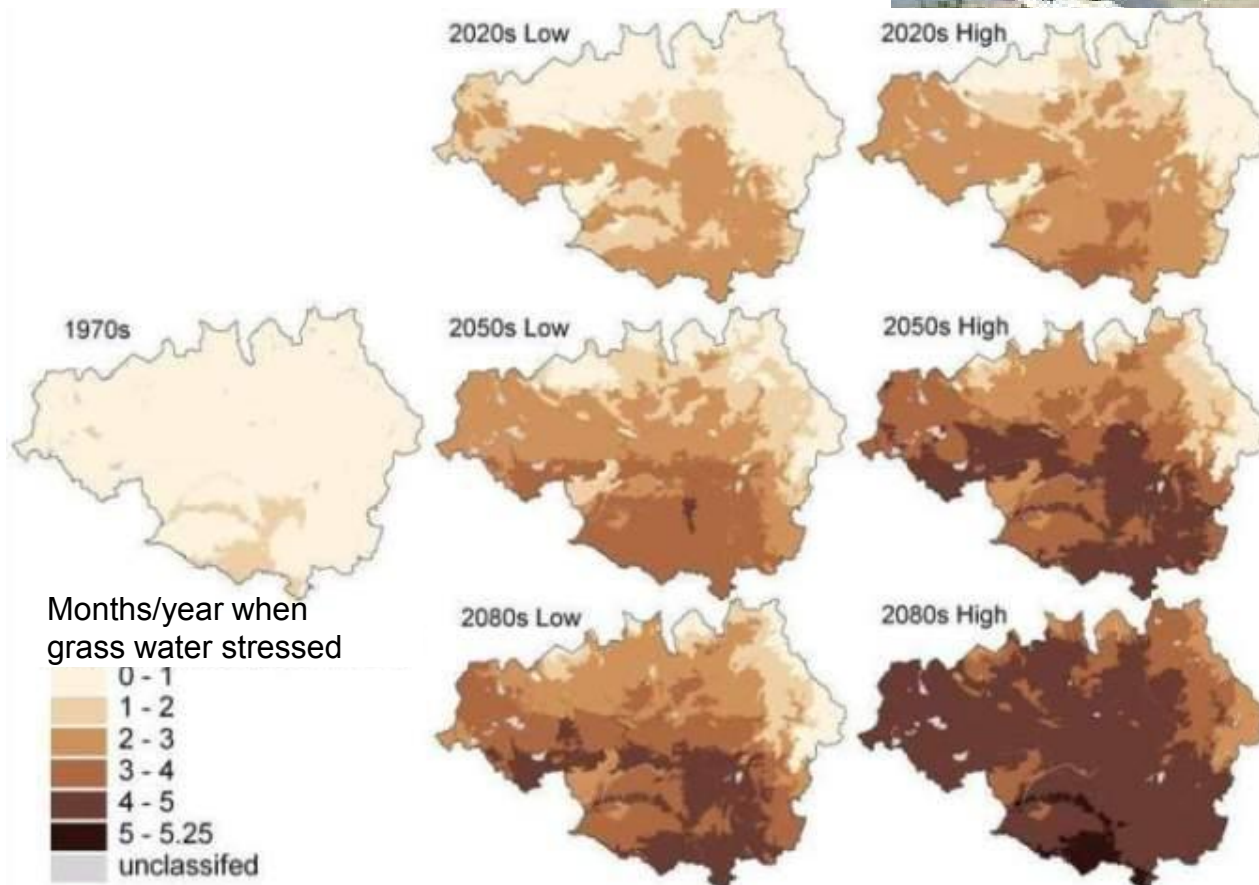 2020s Low
2020s High
1970s
2050s Low
2050s High
Months/year when
grass water stressed
0 - 1
1 - 2
2 - 3
3 - 4
4 - 5
5 - 5.25
unclassifed
2080s Low
2080s High